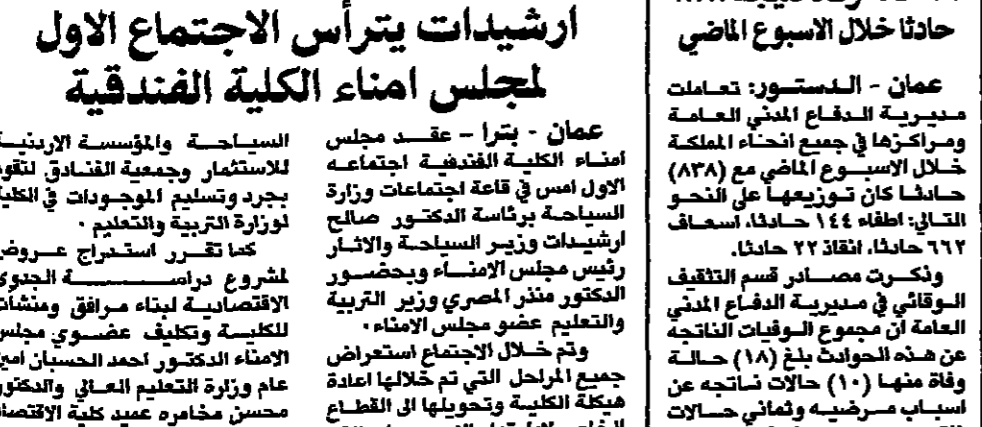 ارشيدات يترأس الاجتماع الاول
لمجلس امناء الكلية الفندقية
عمان - بترا - عقد مجلس
امناء الكلية الفندقية اجتماعه
الاول امس في قاعة اجتماعات وزارة
السياحة برئاسة الدكتور صالح
ارشيدات وزير السياحة والاثار
رئيس مجلس الامناء وبحضور
الدكتور منذر المصري وزير التربية
والتعليم عضو مجلس الامناء.
وتم خلال الاجتماع استعراض
جميع المراحل التي تم خلالها اعادة
هيكلة الكلية وتحويلها الى القطاع
السياحة والمؤسسة الاردنية
للاستثمار وجمعية الفنادق لتقوم
بجرد وتسليم الموجودات في الكلية
لوزارة التربية والتعليم.
كما تقرر استدراج عروض
لمشروع دراسة الجدوى
الاقتصادية لبناء مرافق ومنشآت
للكلية وتكليف عضوي مجلس
الامناء الدكتور احمد الحسبان امين
عام وزارة التعليم العالي والدكتور
محسن مخامره عميد كلية الاقتصاد
حادثا خلال الاسبوع الماضي
عمان - الدستور: تعاملت
مديرية الدفاع المدني العامة
ومراكزها في جميع انحاء المملكة
خلال الاسبوع الماضي مع (٨٣٨)
حادثا كان توزيعها على النحو
التالي: اطفاء ١٤٤ حادثا، اسعاف
٦٦٢ حادثا، انقاذ ٢٢ حادثا.
وذكرت مصادر قسم التثقيف
الوقائي في مديرية الدفاع المدني
العامة ان مجموع الوفيات الناتجه
عن هذه الحوادث بلغ (١٨) حالة
وفاة منها (١٠) حالات ناتجه عن
اسباب مرضيه وثماني حالات